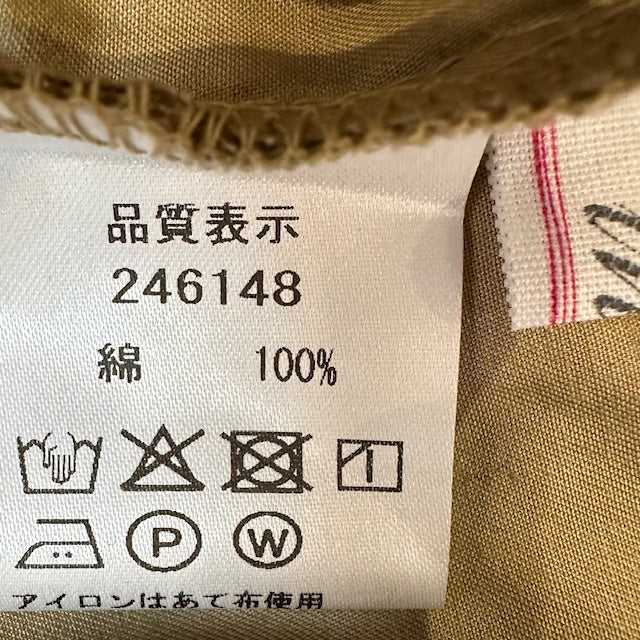 品質表示
246148
綿 100%
P W
アイロンはあて布使用